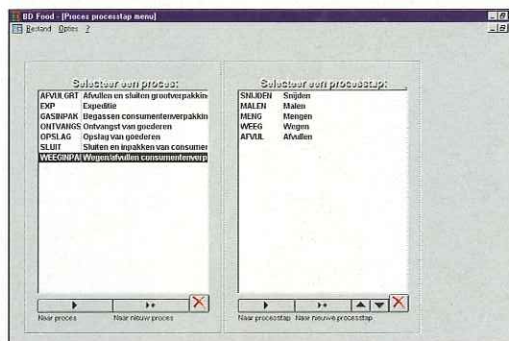 BD Food - [Proces processtap menu]
Bestand Opties ?
Selecteer een proces:
AFVULGRT Afvullen en sluiten grootverpakkin
EXP Expeditie
GASINPAK Begassen consumentenverpakkin
ONTVANGS Ontvangst van goederen
OPSLAG Opslag van goederen
SLUIT Sluiten en inpakken van consumer
WEEGINPA Wegen/afvullen consumentenverp
Naar proces Naar nieuw proces
Selecteer een processtap:
SNIJDEN Snijden
MALEN Malen
MENG Mengen
WEEG Wegen
AFVUL Afvullen
Naar processtap Naar nieuwe processtap